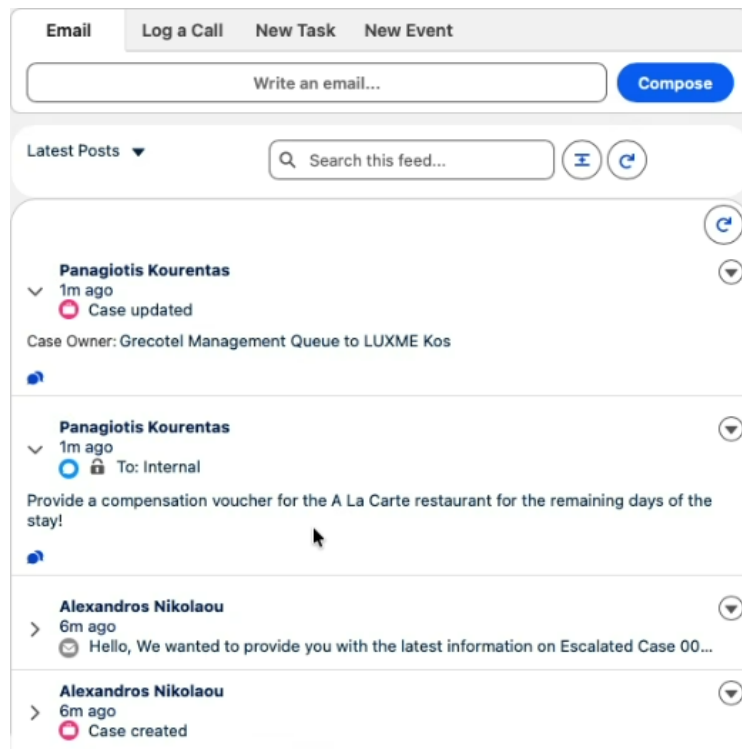 Email
Log a Call
New Task
New Event
Write an email...
Compose
Latest Posts
Search this feed...
Panagiotis Kourentas
1m ago
Case updated
Case Owner: Grecotel Management Queue to LUXME Kos
Panagiotis Kourentas
1m ago
To: Internal
Provide a compensation voucher for the A La Carte restaurant for the remaining days of the
stay!
Alexandros Nikolaou
6m ago
Hello, We wanted to provide you with the latest information on Escalated Case 00...
Alexandros Nikolaou
6m ago
Case created